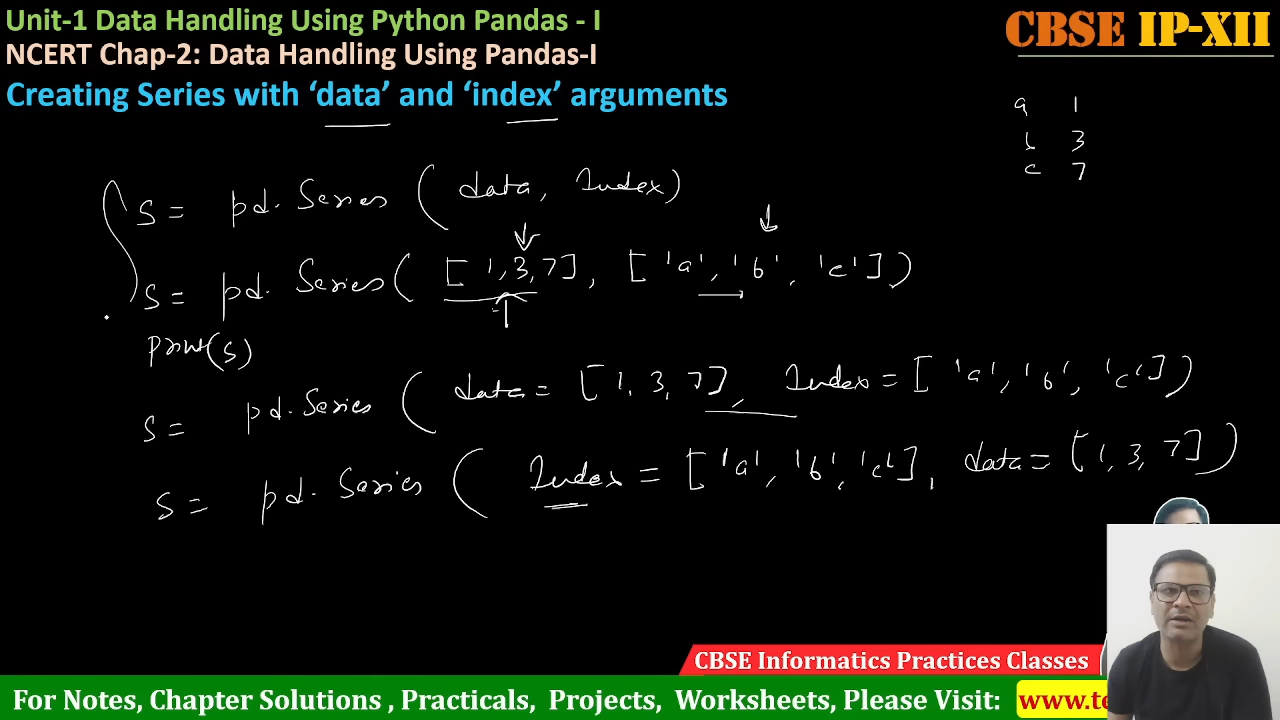 Unit-1 Data Handling Using Python Pandas - I
CBSE IP-XII
NCERT Chap-2: Data Handling Using Pandas-I
Creating Series with ‘data’ and ‘index’ arguments
a 1
b 3
c 7
S = pd. Series ( data, Index)
S = pd. Series( [ 1, 3, 7], [ 'a', 'b', 'c'])
print(s)
S = pd. Series ( data = [1, 3, 7], Index = [ 'a', 'b', 'c'])
S = pd. Series ( Index = ['a', 'b', 'c'], data = [1, 3, 7])
CBSE Informatics Practices Classes
For Notes, Chapter Solutions , Practicals, Projects, Worksheets, Please Visit: www.t